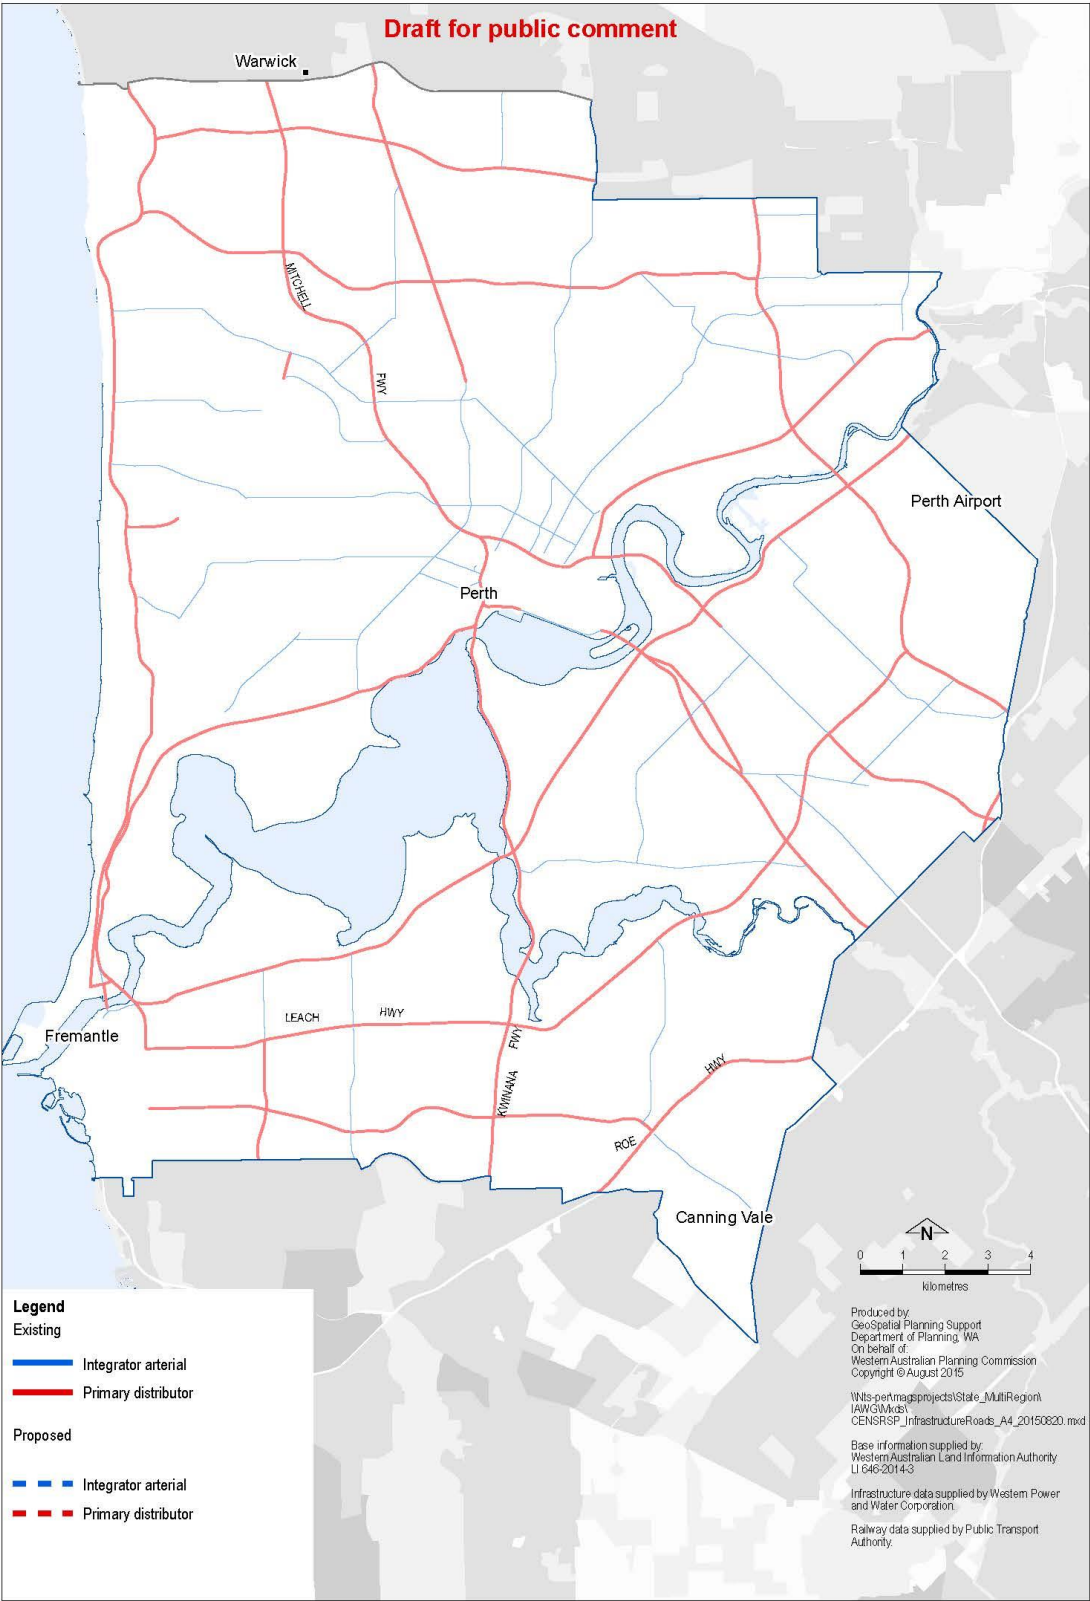 Draft for public comment
Warwick
MITCHELL
FWY
Perth Airport
Perth
LEACH
HWY
Fremantle
FWY
KWINANA
HWY
ROE
Canning Vale
N
0 1 2 3 4
kilometres
Legend
Existing
Integrator arterial
Primary distributor
Proposed
Integrator arterial
Primary distributor
Produced by:
GeoSpatial Planning Support
Department of Planning, WA
On behalf of:
Western Australian Planning Commission
Copyright © August 2015
\\Nts-per\magsprojects\State_MultiRegion\
IAWG\Mxds\
CENSRSP_InfrastructureRoads_A4_20150820.mxd
Base information supplied by:
Western Australian Land Information Authority
LI 646-2014-3
Infrastructure data supplied by Western Power
and Water Corporation.
Railway data supplied by Public Transport
Authority.